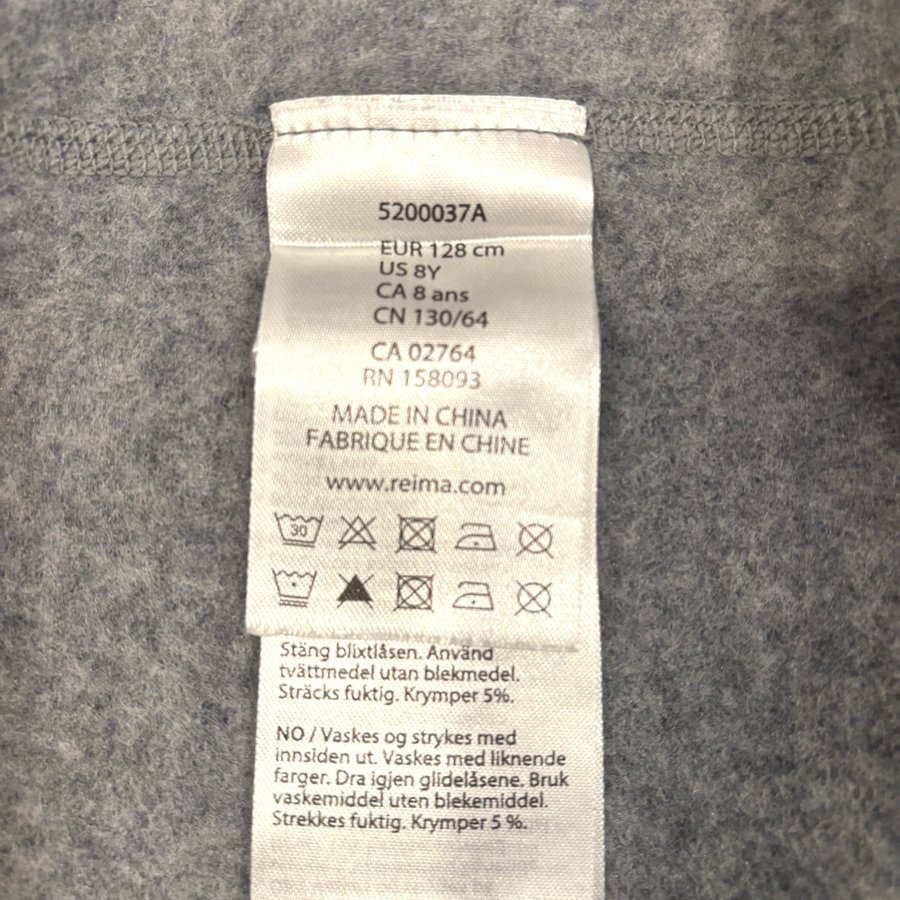 5200037A
EUR 128 cm
US 8Y
CA 8 ans
CN 130/64
CA 02764
RN 158093
MADE IN CHINA
FABRIQUE EN CHINE
www.reima.com
30
Stäng blixtlåsen. Använd
tvättmedel utan blekmedel.
Sträcks fuktig. Krymper 5%.
NO / Vaskes og strykes med
innsiden ut. Vaskes med liknende
farger. Dra igjen glidelåsene. Bruk
vaskemiddel uten blekemiddel.
Strekkes fuktig. Krymper 5 %.